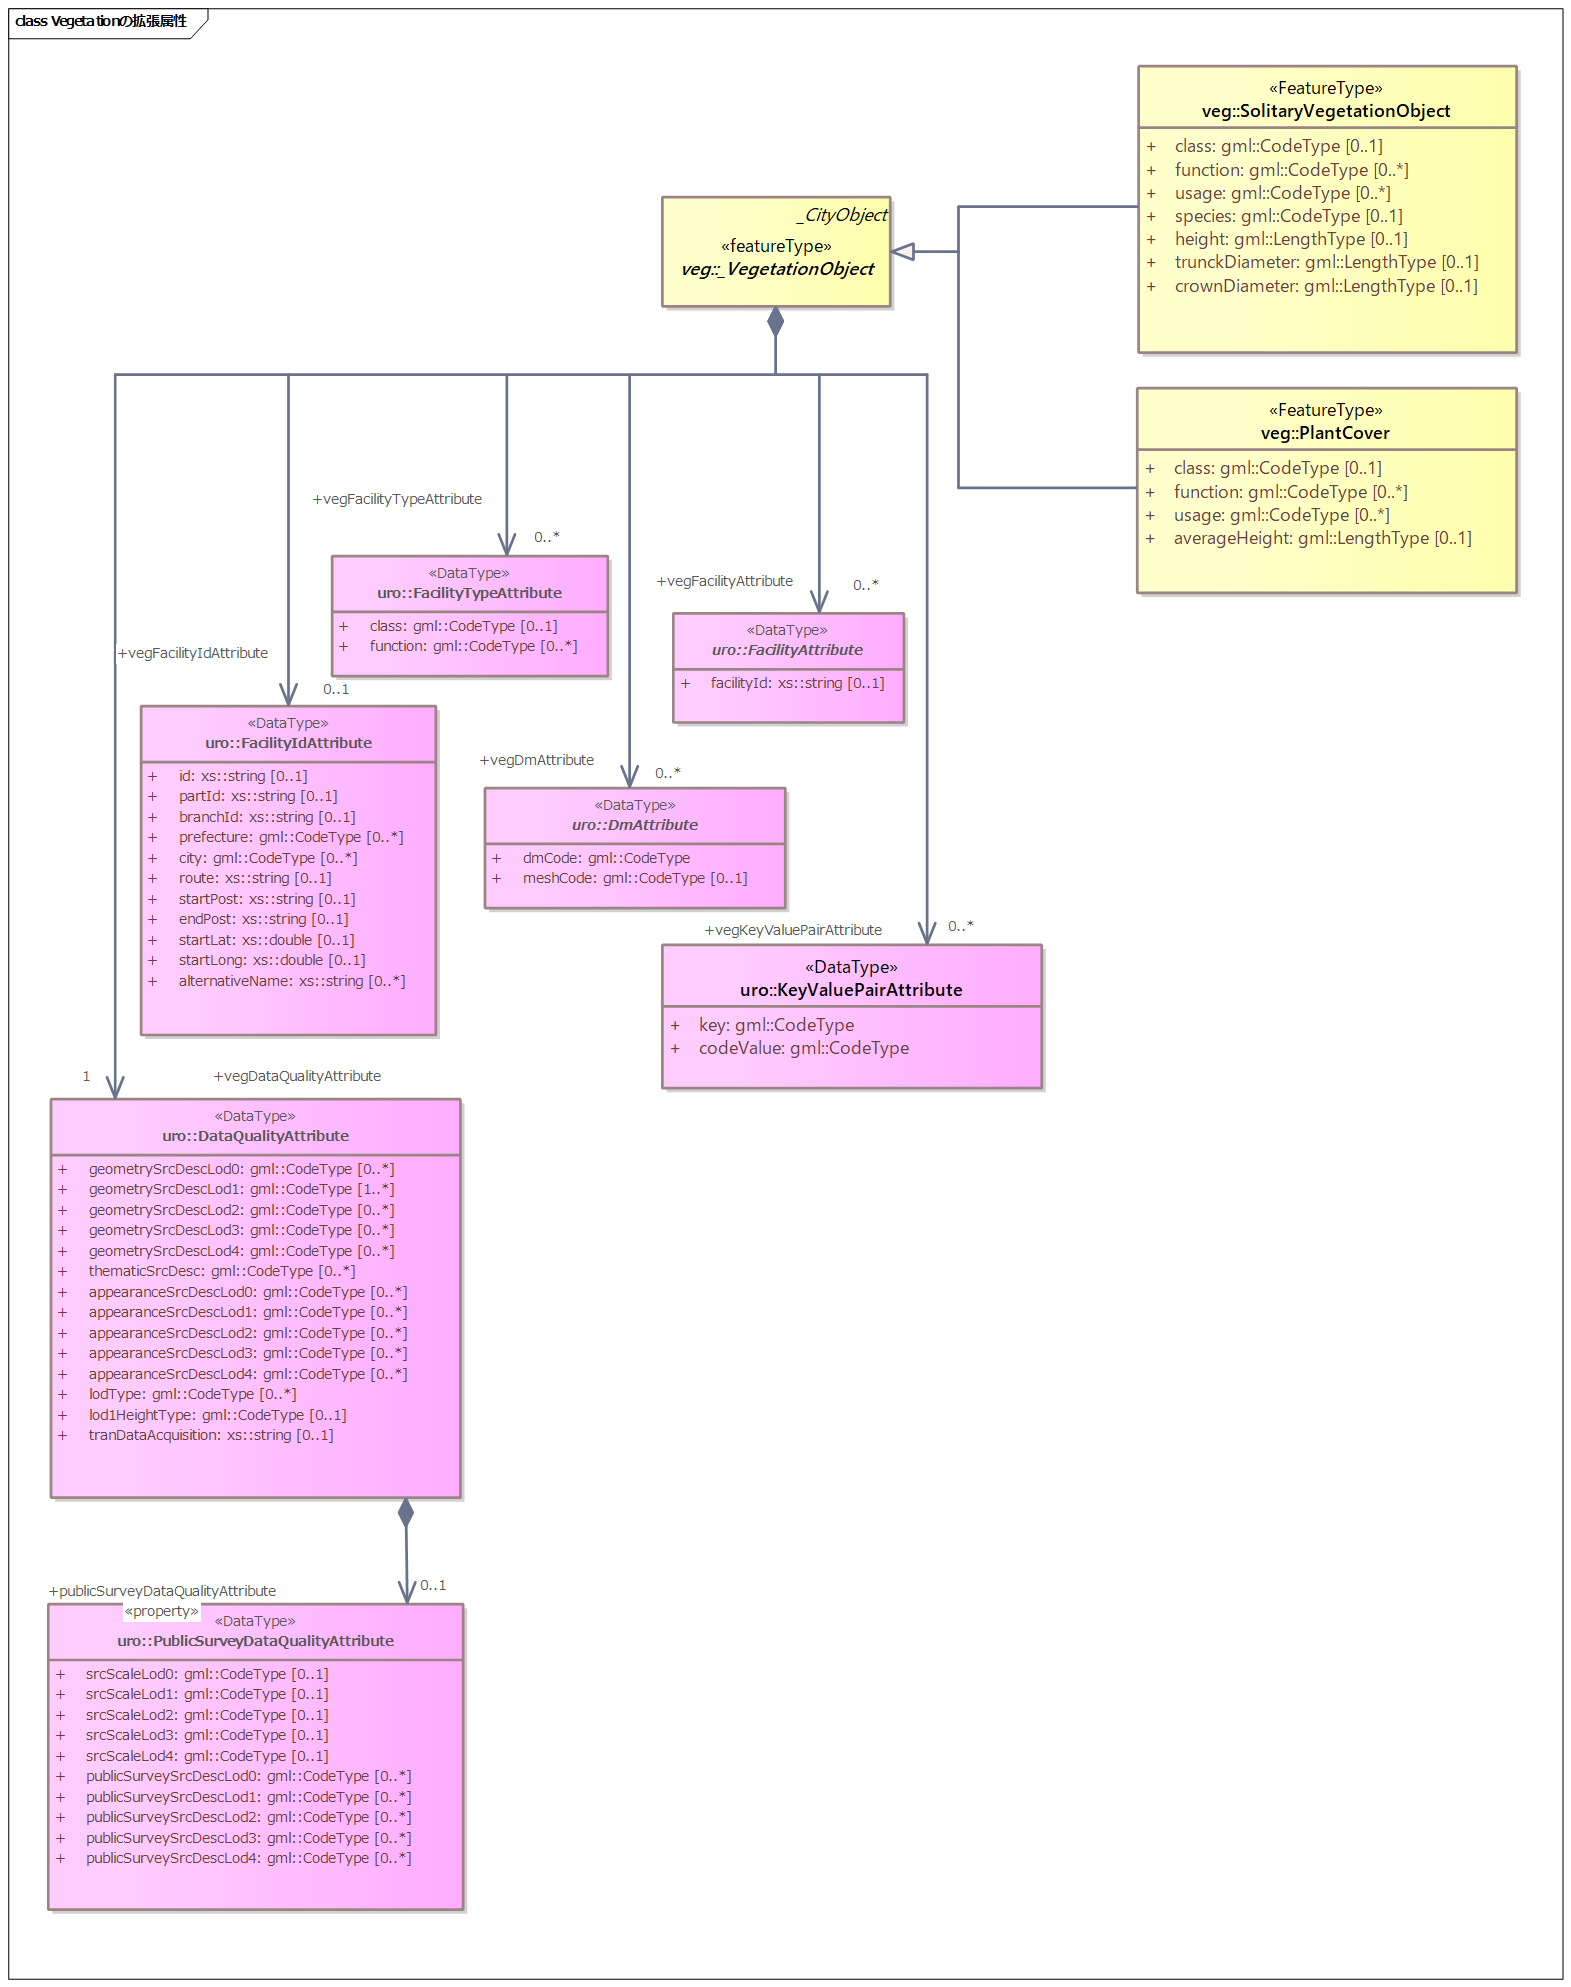 class Vegetationの拡張属性
«FeatureType»
veg::SolitaryVegetationObject
+ class: gml::CodeType [0..1]
+ function: gml::CodeType [0..*]
+ usage: gml::CodeType [0..*]
+ species: gml::CodeType [0..1]
+ height: gml::LengthType [0..1]
+ trunckDiameter: gml::LengthType [0..1]
+ crownDiameter: gml::LengthType [0..1]
_CityObject
«featureType»
veg::_VegetationObject
«FeatureType»
veg::PlantCover
+ class: gml::CodeType [0..1]
+ function: gml::CodeType [0..*]
+ usage: gml::CodeType [0..*]
+ averageHeight: gml::LengthType [0..1]
+vegFacilityTypeAttribute
0..*
«DataType»
uro::FacilityTypeAttribute
+ class: gml::CodeType [0..1]
+ function: gml::CodeType [0..*]
+vegFacilityAttribute
0..*
«DataType»
uro::FacilityAttribute
+ facilityId: xs::string [0..1]
+vegFacilityIdAttribute
0..1
«DataType»
uro::FacilityIdAttribute
+ id: xs::string [0..1]
+ partId: xs::string [0..1]
+ branchId: xs::string [0..1]
+ prefecture: gml::CodeType [0..*]
+ city: gml::CodeType [0..*]
+ route: xs::string [0..1]
+ startPost: xs::string [0..1]
+ endPost: xs::string [0..1]
+ startLat: xs::double [0..1]
+ startLong: xs::double [0..1]
+ alternativeName: xs::string [0..*]
+vegDmAttribute
0..*
«DataType»
uro::DmAttribute
+ dmCode: gml::CodeType
+ meshCode: gml::CodeType [0..1]
+vegKeyValuePairAttribute
0..*
«DataType»
uro::KeyValuePairAttribute
+ key: gml::CodeType
+ codeValue: gml::CodeType
1
+vegDataQualityAttribute
«DataType»
uro::DataQualityAttribute
+ geometrySrcDescLod0: gml::CodeType [0..*]
+ geometrySrcDescLod1: gml::CodeType [1..*]
+ geometrySrcDescLod2: gml::CodeType [0..*]
+ geometrySrcDescLod3: gml::CodeType [0..*]
+ geometrySrcDescLod4: gml::CodeType [0..*]
+ thematicSrcDesc: gml::CodeType [0..*]
+ appearanceSrcDescLod0: gml::CodeType [0..*]
+ appearanceSrcDescLod1: gml::CodeType [0..*]
+ appearanceSrcDescLod2: gml::CodeType [0..*]
+ appearanceSrcDescLod3: gml::CodeType [0..*]
+ appearanceSrcDescLod4: gml::CodeType [0..*]
+ lodType: gml::CodeType [0..*]
+ lod1HeightType: gml::CodeType [0..1]
+ tranDataAcquisition: xs::string [0..1]
+publicSurveyDataQualityAttribute
0..1
«property»
«DataType»
uro::PublicSurveyDataQualityAttribute
+ srcScaleLod0: gml::CodeType [0..1]
+ srcScaleLod1: gml::CodeType [0..1]
+ srcScaleLod2: gml::CodeType [0..1]
+ srcScaleLod3: gml::CodeType [0..1]
+ srcScaleLod4: gml::CodeType [0..1]
+ publicSurveySrcDescLod0: gml::CodeType [0..*]
+ publicSurveySrcDescLod1: gml::CodeType [0..*]
+ publicSurveySrcDescLod2: gml::CodeType [0..*]
+ publicSurveySrcDescLod3: gml::CodeType [0..*]
+ publicSurveySrcDescLod4: gml::CodeType [0..*]